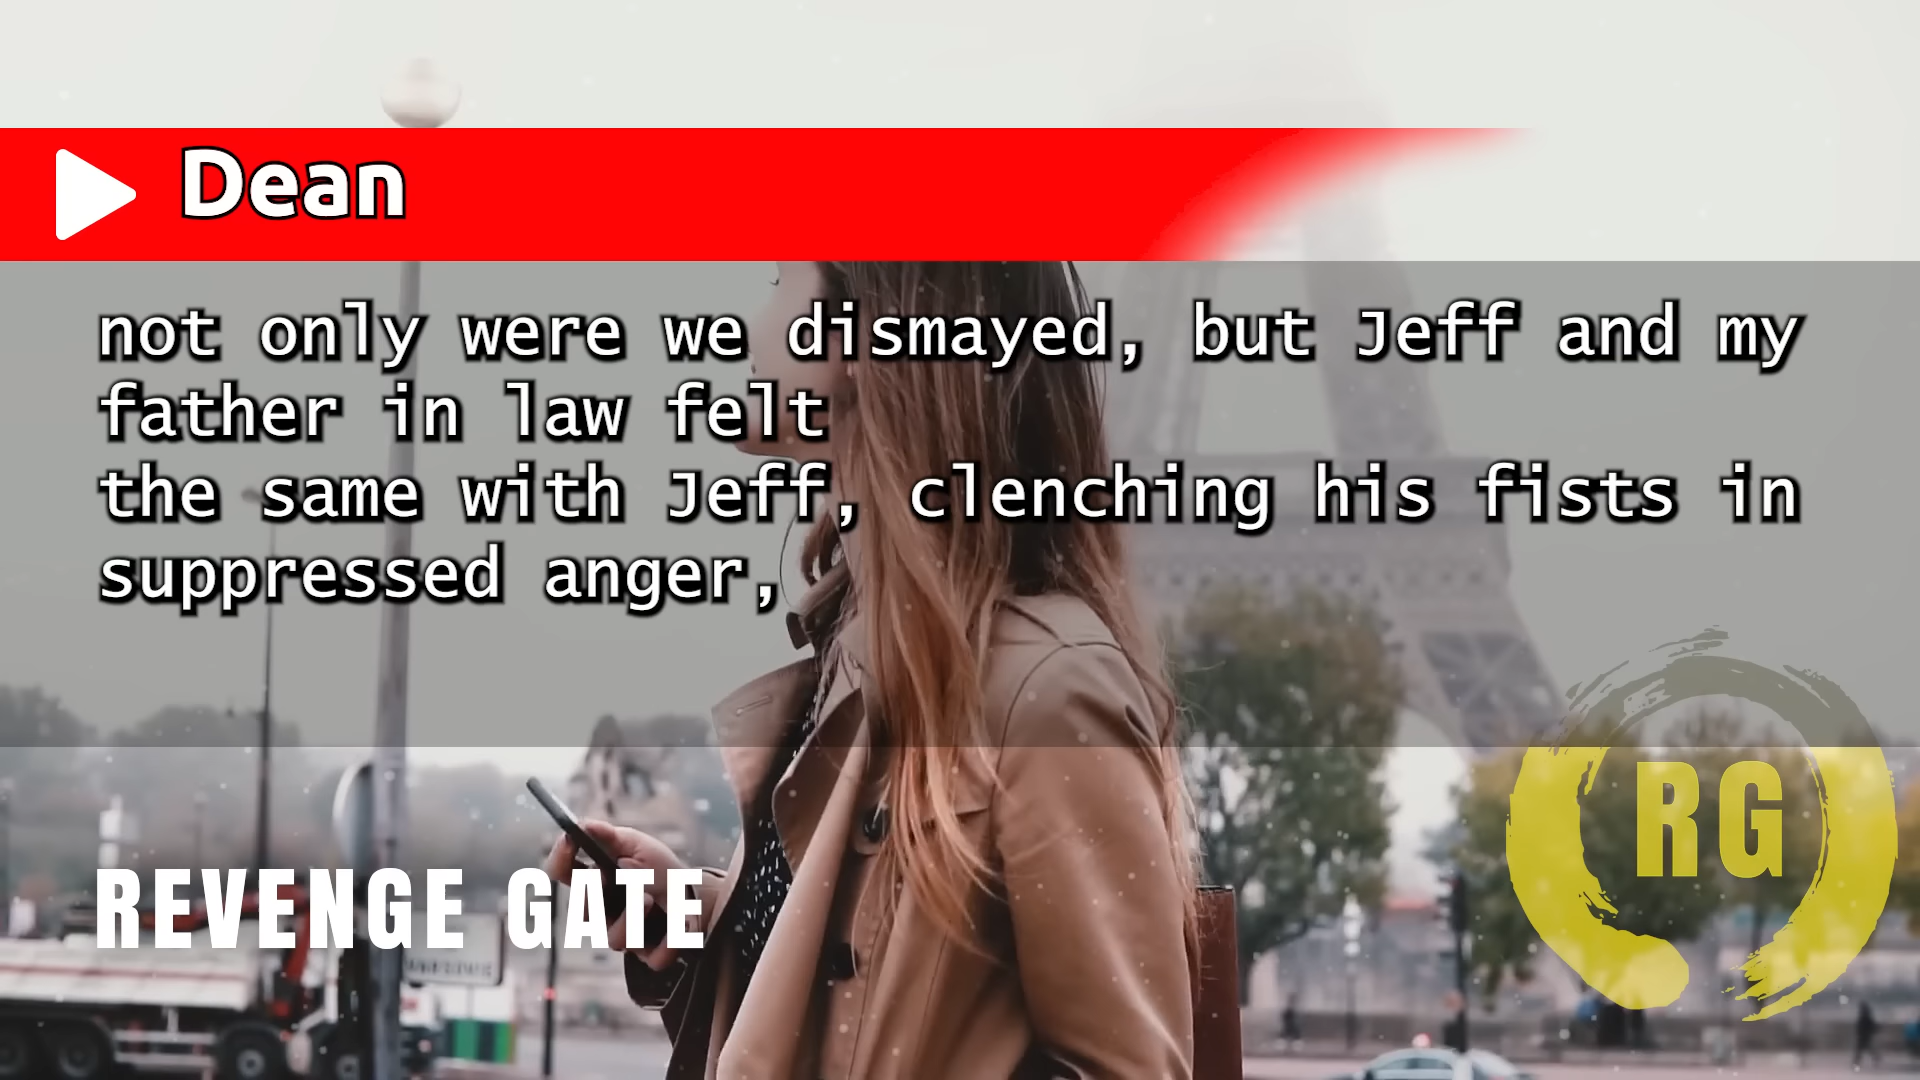 Dean
not only were we dismayed, but Jeff and my
father in law felt
the same with Jeff, clenching his fists in
suppressed anger,
RG
REVENGE GATE